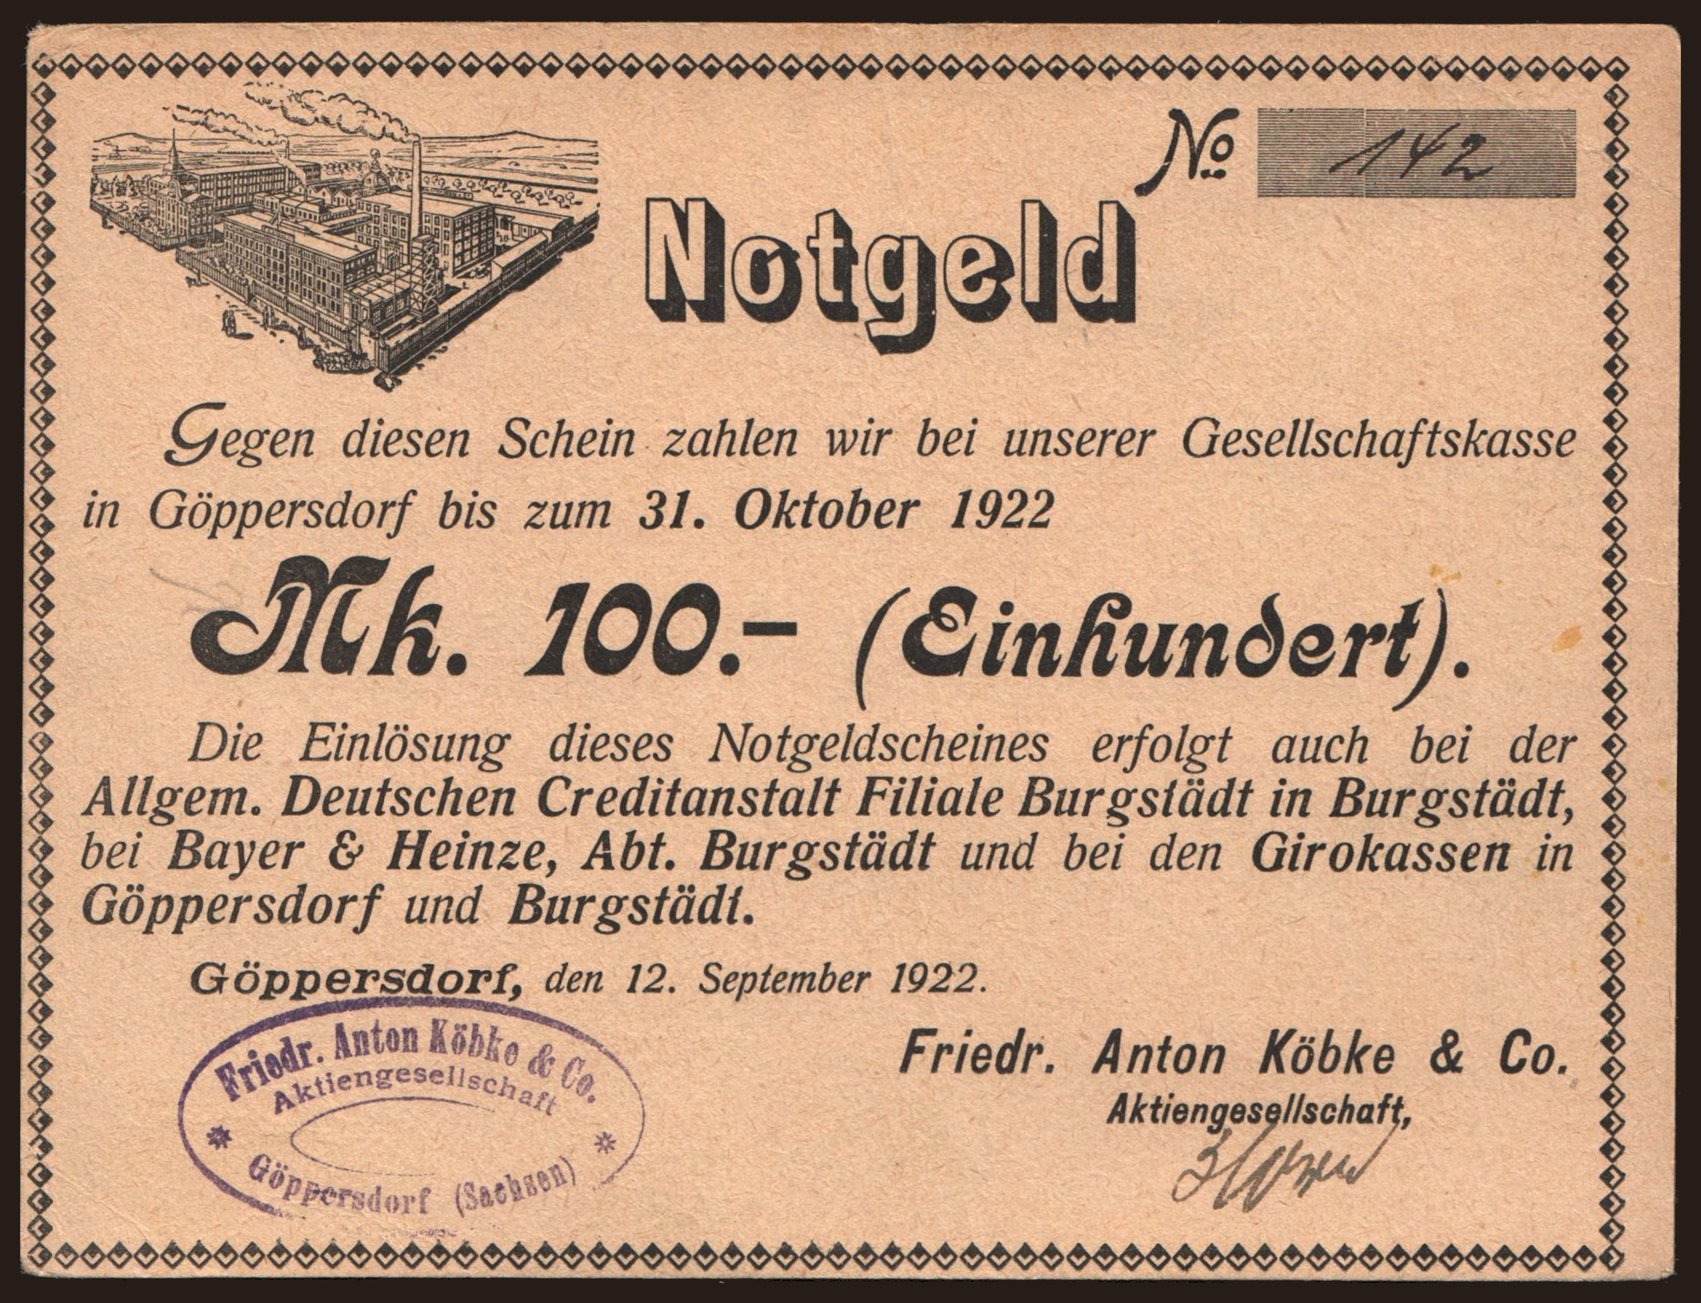 No 142
Notgeld
Gegen diesen Schein zahlen wir bei unserer Gesellschaftskasse
in Göppersdorf bis zum 31. Oktober 1922
Mk. 100.– (Einhundert).
Die Einlösung dieses Notgeldscheines erfolgt auch bei der
Allgem. Deutschen Creditanstalt Filiale Burgstädt in Burgstädt,
bei Bayer & Heinze, Abt. Burgstädt und bei den Girokassen in
Göppersdorf und Burgstädt.
Göppersdorf, den 12. September 1922.
Friedr. Anton Köbke & Co.
Aktiengesellschaft,
Friedr. Anton Köbke & Co.
Aktiengesellschaft
Göppersdorf (Sachsen)